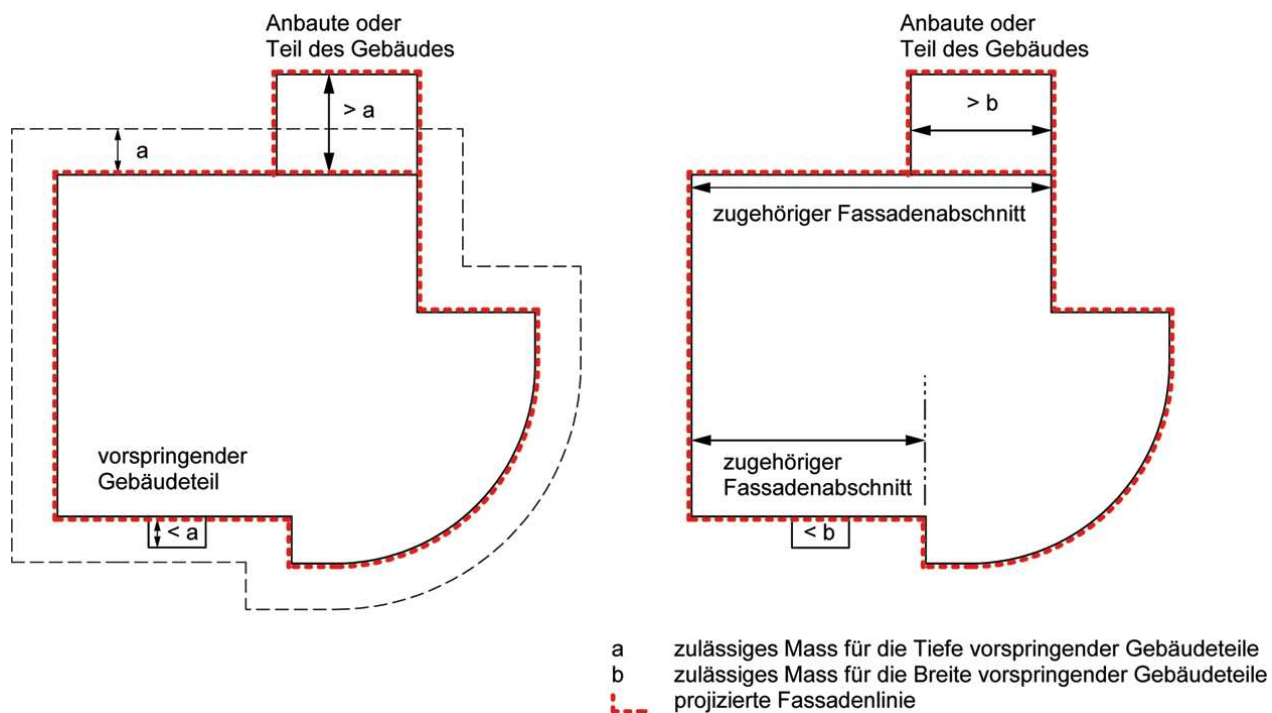 Anbaute oder
Teil des Gebäudes
> a
a
vorspringender
Gebäudeteil
< a
Anbaute oder
Teil des Gebäudes
> b
zugehöriger Fassadenabschnitt
zugehöriger
Fassadenabschnitt
< b
a zulässiges Mass für die Tiefe vorspringender Gebäudeteile
b zulässiges Mass für die Breite vorspringender Gebäudeteile
projizierte Fassadenlinie